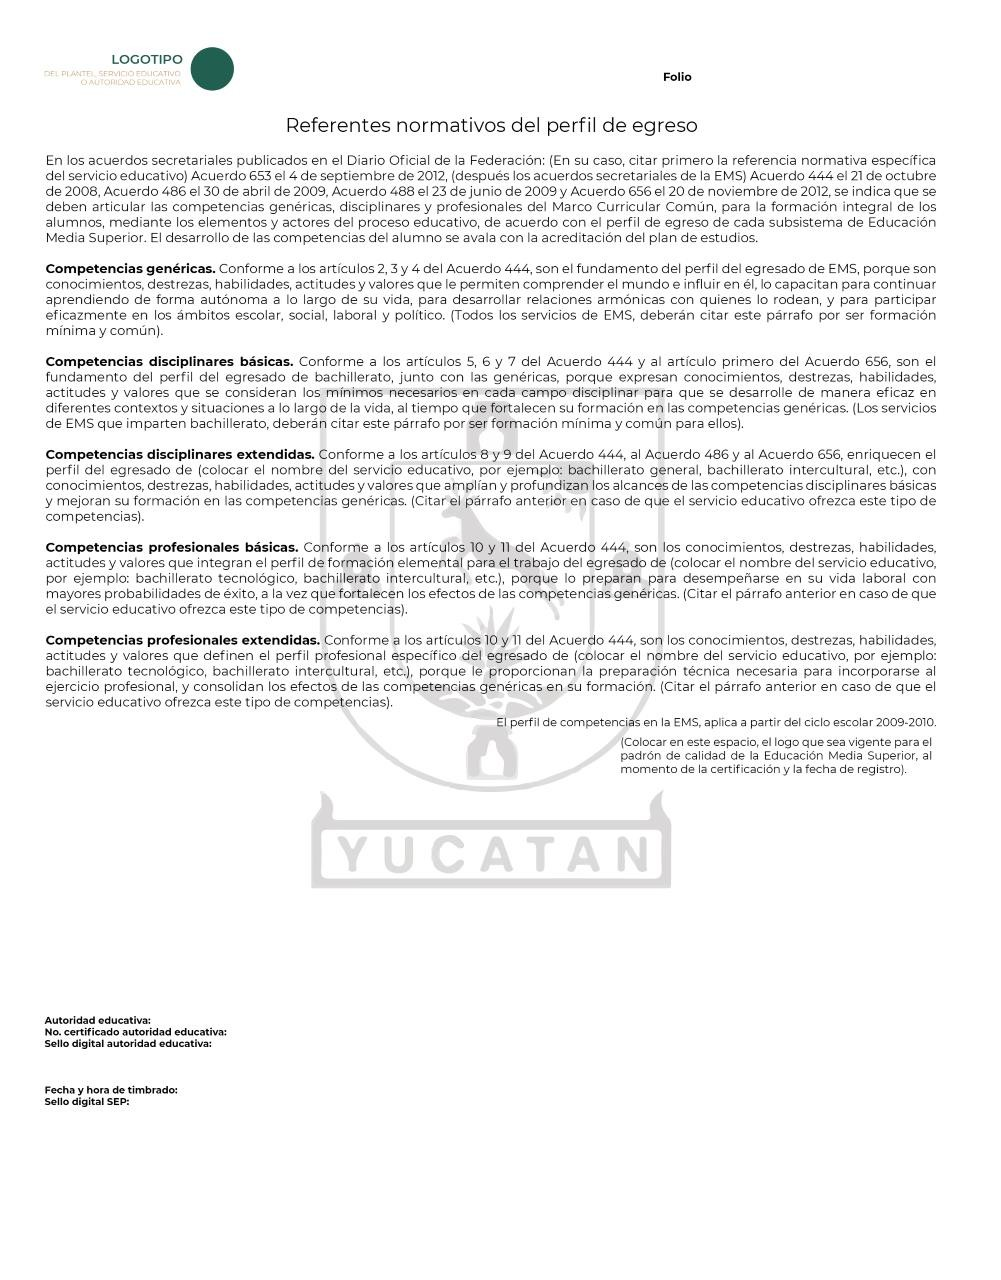 LOGOTIPO
DEL PLANTEL, SERVICIO EDUCATIVO
O AUTORIDAD EDUCATIVA
Folio
Referentes normativos del perfil de egreso
En los acuerdos secretariales publicados en el Diario Oficial de la Federación: (En su caso, citar primero la referencia normativa específica
del servicio educativo) Acuerdo 653 el 4 de septiembre de 2012, (después los acuerdos secretariales de la EMS) Acuerdo 444 el 21 de octubre
de 2008, Acuerdo 486 el 30 de abril de 2009, Acuerdo 488 el 23 de junio de 2009 y Acuerdo 656 el 20 de noviembre de 2012, se indica que se
deben articular las competencias genéricas, disciplinares y profesionales del Marco Curricular Común, para la formación integral de los
alumnos, mediante los elementos y actores del proceso educativo, de acuerdo con el perfil de egreso de cada subsistema de Educación
Media Superior. El desarrollo de las competencias del alumno se avala con la acreditación del plan de estudios.
Competencias genéricas. Conforme a los artículos 2, 3 y 4 del Acuerdo 444, son el fundamento del perfil del egresado de EMS, porque son
conocimientos, destrezas, habilidades, actitudes y valores que le permiten comprender el mundo e influir en él, lo capacitan para continuar
aprendiendo de forma autónoma a lo largo de su vida, para desarrollar relaciones armónicas con quienes lo rodean, y para participar
eficazmente en los ámbitos escolar, social, laboral y político. (Todos los servicios de EMS, deberán citar este párrafo por ser formación
mínima y común).
Competencias disciplinares básicas. Conforme a los artículos 5, 6 y 7 del Acuerdo 444 y al artículo primero del Acuerdo 656, son el
fundamento del perfil del egresado de bachillerato, junto con las genéricas, porque expresan conocimientos, destrezas, habilidades,
actitudes y valores que se consideran los mínimos necesarios en cada campo disciplinar para que se desarrolle de manera eficaz en
diferentes contextos y situaciones a lo largo de la vida, al tiempo que fortalecen su formación en las competencias genéricas. (Los servicios
de EMS que imparten bachillerato, deberán citar este párrafo por ser formación mínima y común para ellos).
Competencias disciplinares extendidas. Conforme a los artículos 8 y 9 del Acuerdo 444, al Acuerdo 486 y al Acuerdo 656, enriquecen el
perfil del egresado de (colocar el nombre del servicio educativo, por ejemplo: bachillerato general, bachillerato intercultural, etc.), con
conocimientos, destrezas, habilidades, actitudes y valores que amplían y profundizan los alcances de las competencias disciplinares básicas
y mejoran su formación en las competencias genéricas. (Citar el párrafo anterior en caso de que el servicio educativo ofrezca este tipo de
competencias).
Competencias profesionales básicas. Conforme a los artículos 10 y 11 del Acuerdo 444, son los conocimientos, destrezas, habilidades,
actitudes y valores que integran el perfil de formación elemental para el trabajo del egresado de (colocar el nombre del servicio educativo,
por ejemplo: bachillerato tecnológico, bachillerato intercultural, etc.), porque lo preparan para desempeñarse en su vida laboral con
mayores probabilidades de éxito, a la vez que fortalecen los efectos de las competencias genéricas. (Citar el párrafo anterior en caso de que
el servicio educativo ofrezca este tipo de competencias).
Competencias profesionales extendidas. Conforme a los artículos 10 y 11 del Acuerdo 444, son los conocimientos, destrezas, habilidades,
actitudes y valores que definen el perfil profesional específico del egresado de (colocar el nombre del servicio educativo, por ejemplo:
bachillerato tecnológico, bachillerato intercultural, etc.), porque le proporcionan la preparación técnica necesaria para incorporarse al
ejercicio profesional, y consolidan los efectos de las competencias genéricas en su formación. (Citar el párrafo anterior en caso de que el
servicio educativo ofrezca este tipo de competencias).
El perfil de competencias en la EMS, aplica a partir del ciclo escolar 2009-2010.
(Colocar en este espacio, el logo que sea vigente para el
padrón de calidad de la Educación Media Superior, al
momento de la certificación y la fecha de registro).
YUCATAN
Autoridad educativa:
No. certificado autoridad educativa:
Sello digital autoridad educativa:
Fecha y hora de timbrado:
Sello digital SEP: